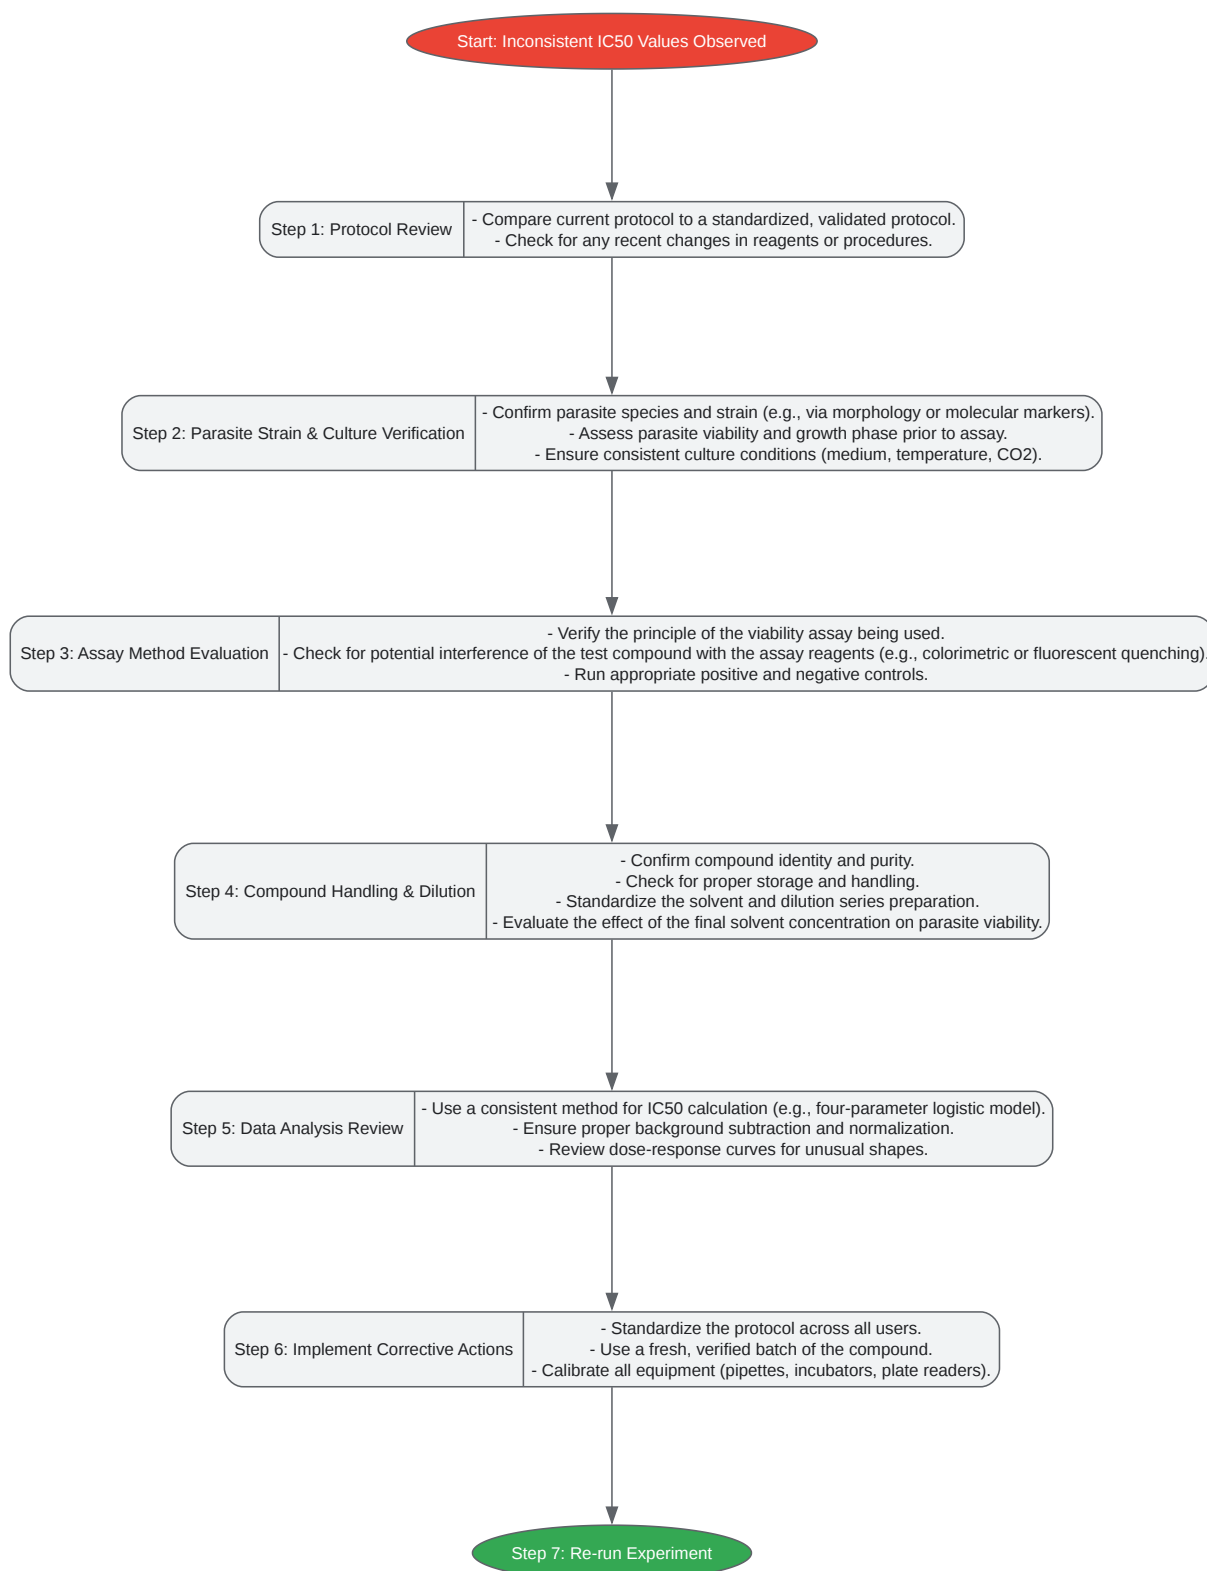 Start: Inconsistent IC50 Values Observed
Step 1: Protocol Review
- Compare current protocol to a standardized, validated protocol.
- Check for any recent changes in reagents or procedures.
Step 2: Parasite Strain & Culture Verification
- Confirm parasite species and strain (e.g., via morphology or molecular markers).
- Assess parasite viability and growth phase prior to assay.
- Ensure consistent culture conditions (medium, temperature, CO2).
Step 3: Assay Method Evaluation
- Verify the principle of the viability assay being used.
- Check for potential interference of the test compound with the assay reagents (e.g., colorimetric or fluorescent quenching).
- Run appropriate positive and negative controls.
Step 4: Compound Handling & Dilution
- Confirm compound identity and purity.
- Check for proper storage and handling.
- Standardize the solvent and dilution series preparation.
- Evaluate the effect of the final solvent concentration on parasite viability.
Step 5: Data Analysis Review
- Use a consistent method for IC50 calculation (e.g., four-parameter logistic model).
- Ensure proper background subtraction and normalization.
- Review dose-response curves for unusual shapes.
Step 6: Implement Corrective Actions
- Standardize the protocol across all users.
- Use a fresh, verified batch of the compound.
- Calibrate all equipment (pipettes, incubators, plate readers).
Step 7: Re-run Experiment